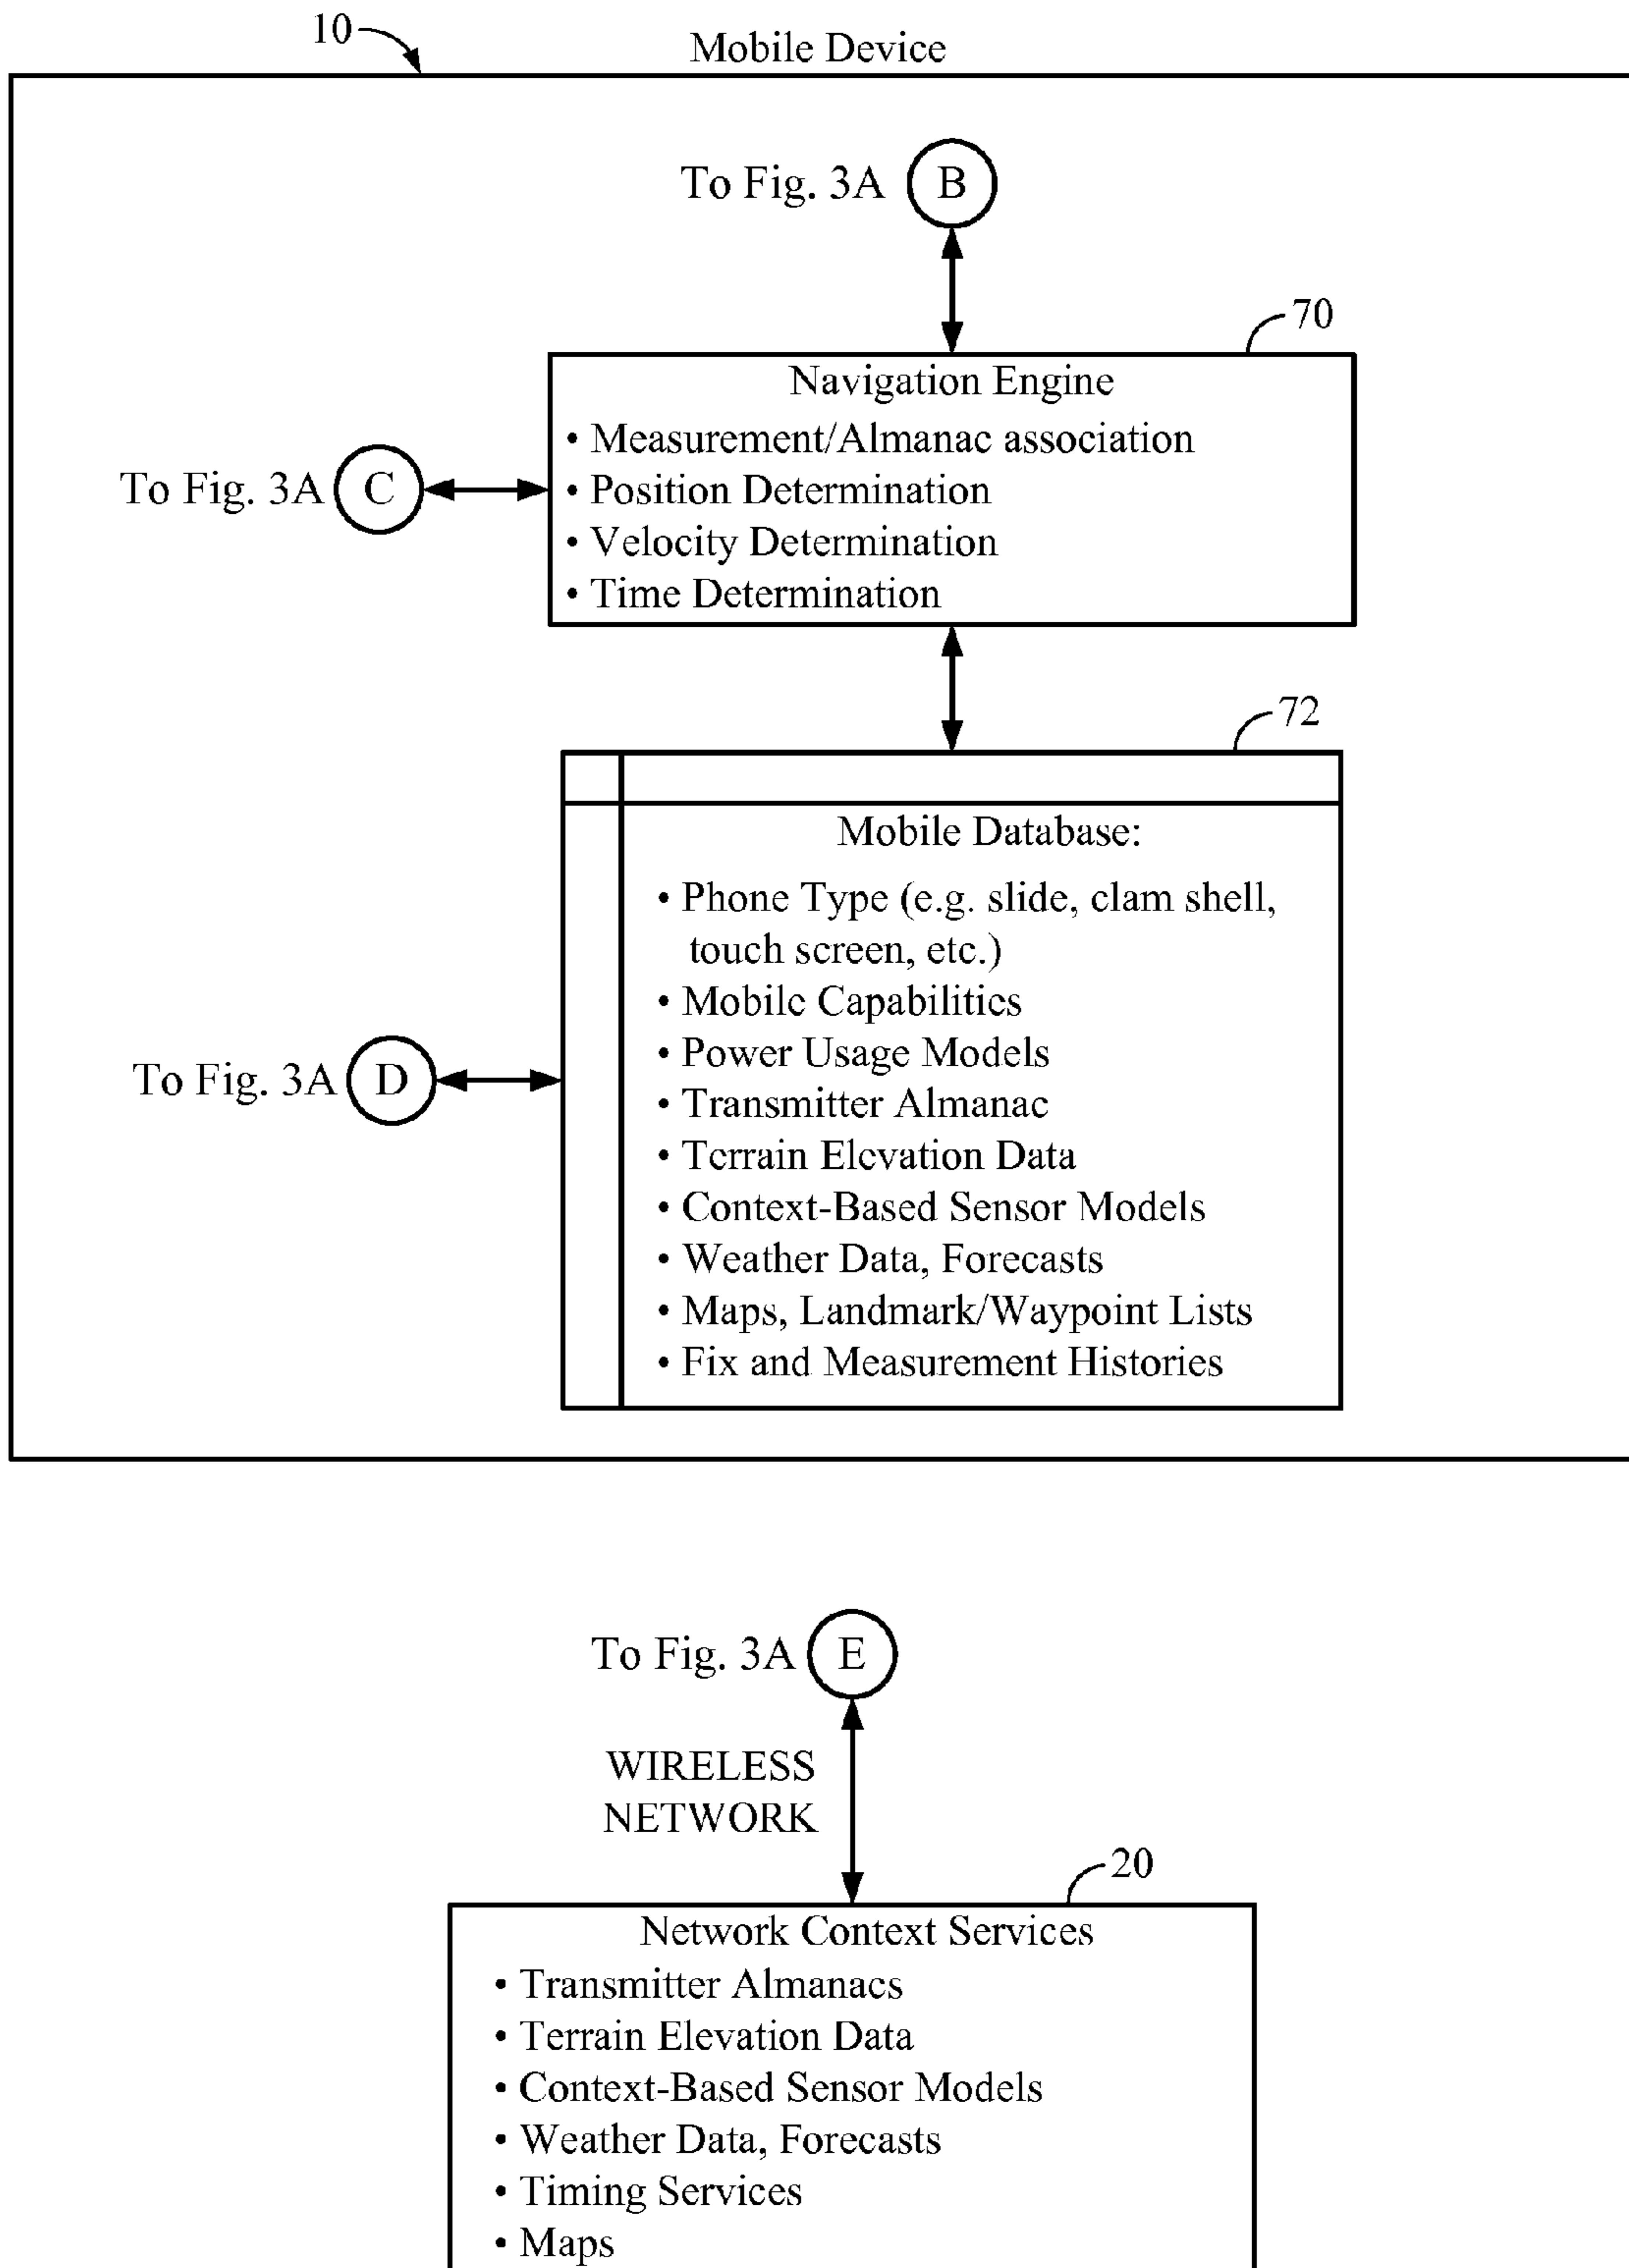 10
Mobile Device
To Fig. 3A B
70
Navigation Engine
• Measurement/Almanac association
To Fig. 3A C
• Position Determination
• Velocity Determination
• Time Determination
72
Mobile Database:
• Phone Type (e.g. slide, clam shell,
touch screen, etc.)
• Mobile Capabilities
• Power Usage Models
To Fig. 3A D
• Transmitter Almanac
• Terrain Elevation Data
• Context-Based Sensor Models
• Weather Data, Forecasts
• Maps, Landmark/Waypoint Lists
• Fix and Measurement Histories
To Fig. 3A E
WIRELESS
NETWORK
20
Network Context Services
• Transmitter Almanacs
• Terrain Elevation Data
• Context-Based Sensor Models
• Weather Data, Forecasts
• Timing Services
• Maps